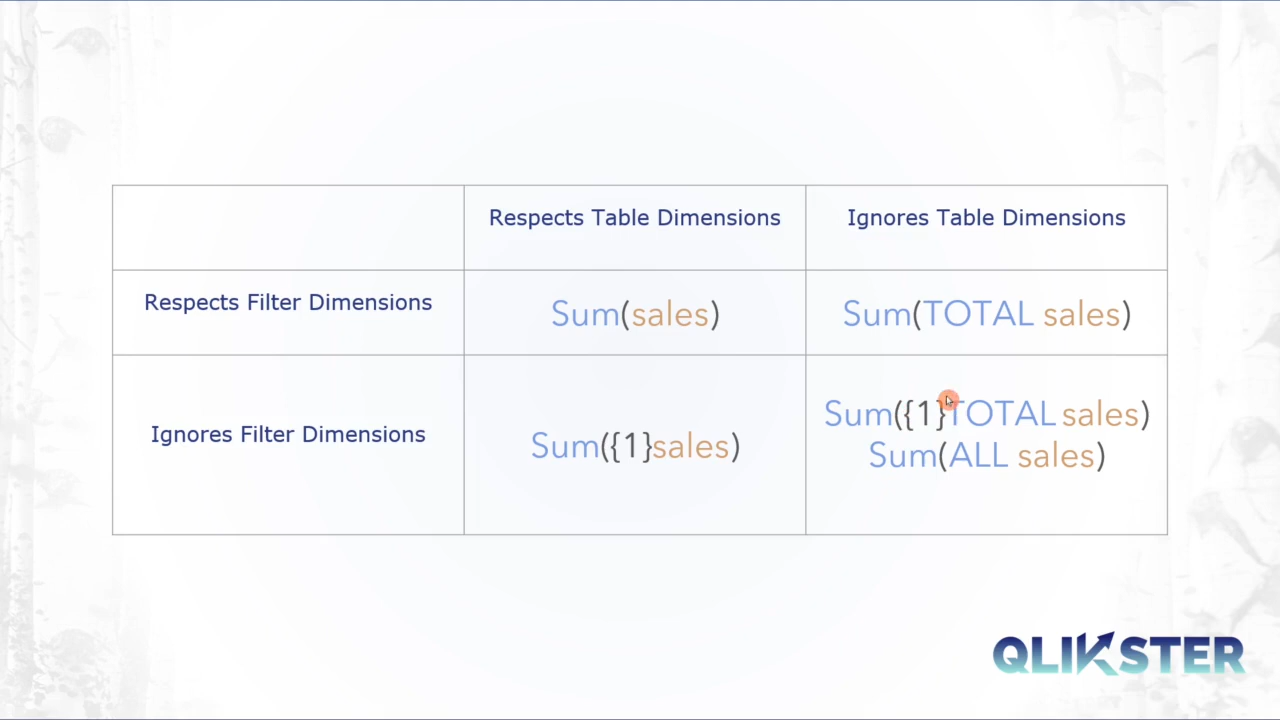 Respects Table Dimensions
Ignores Table Dimensions
Respects Filter Dimensions
Sum(sales)
Sum(TOTAL sales)
Ignores Filter Dimensions
Sum({1}sales)
Sum({1}TOTAL sales)
Sum(ALL sales)
QLIKSTER